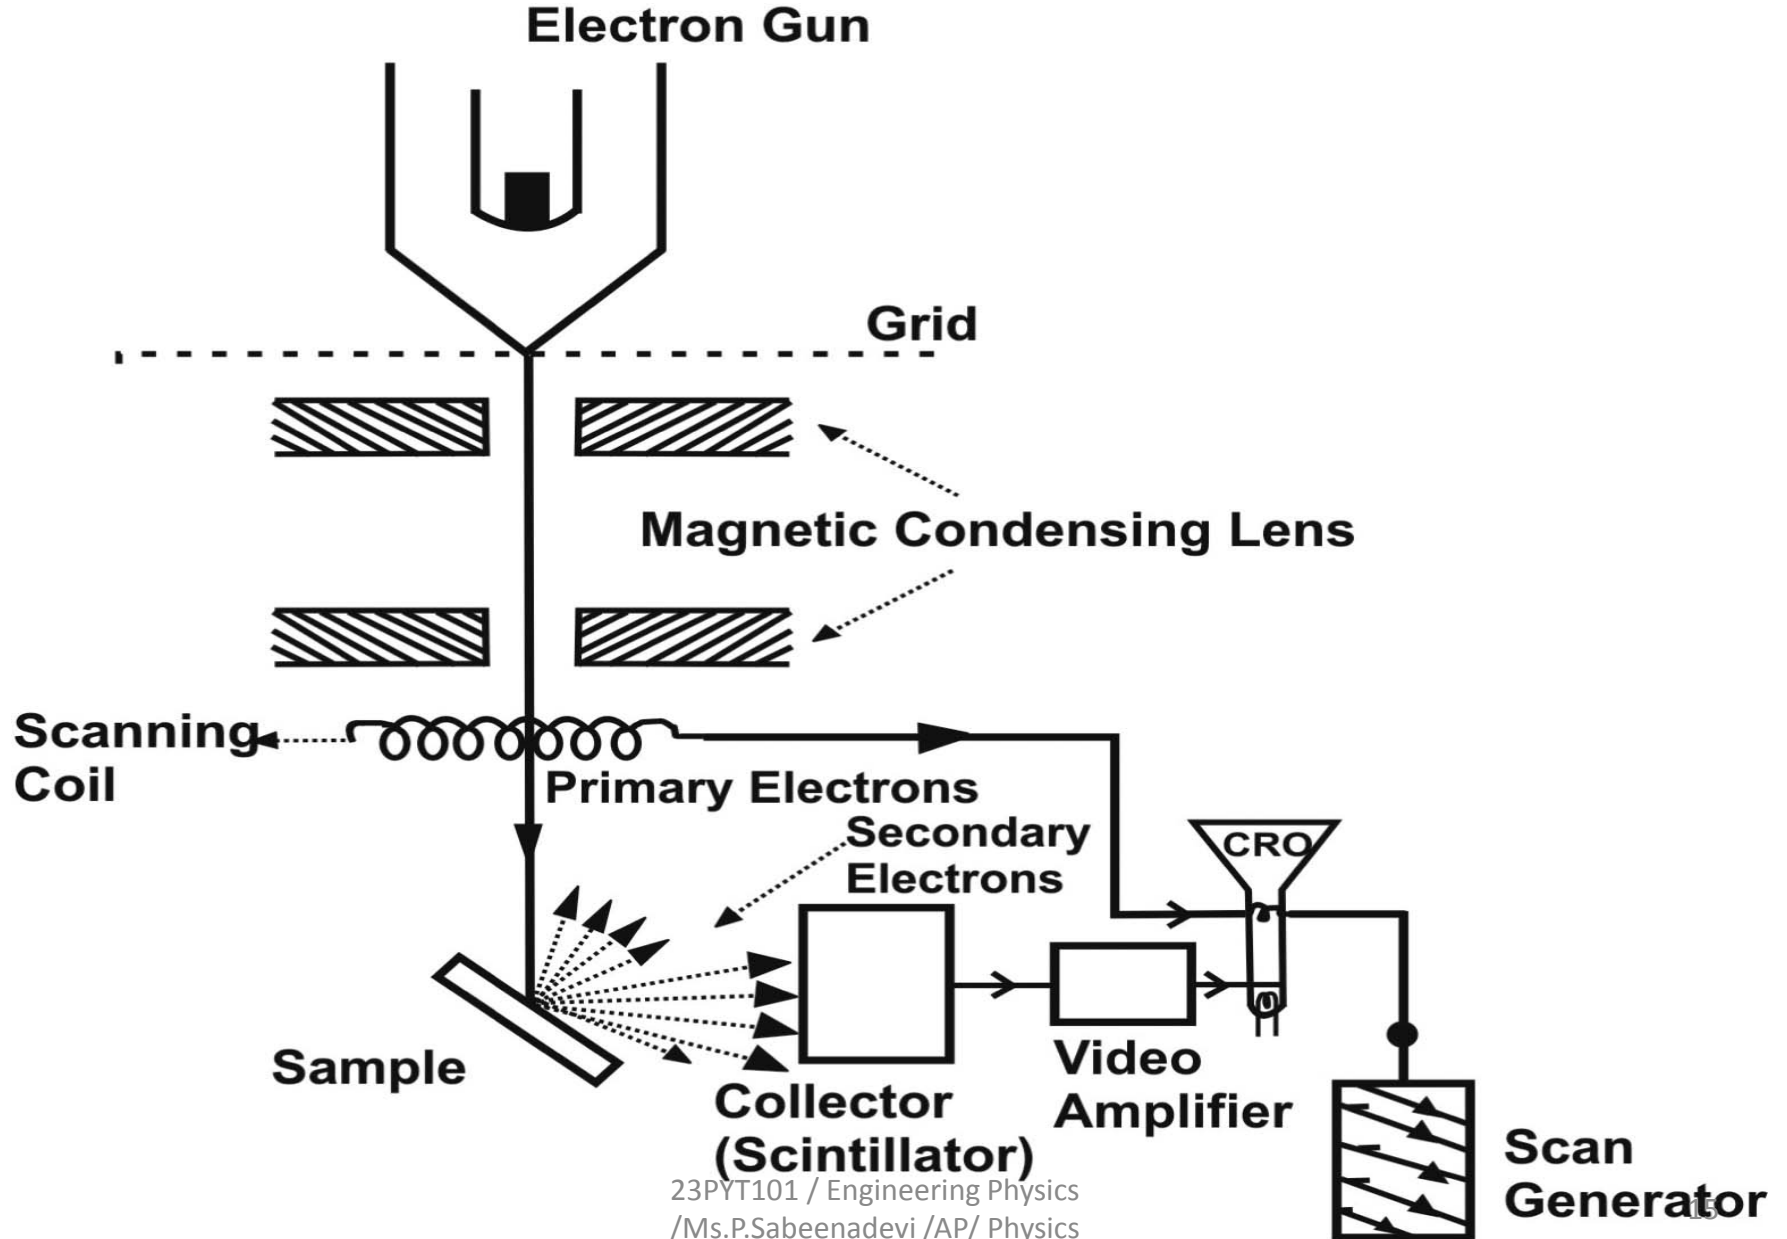 Electron Gun
Grid
Magnetic Condensing Lens
Scanning
Coil
Primary Electrons
Secondary
Electrons
CRO
Sample
Collector
(Scintillator)
Video
Amplifier
Scan
Generator
23PYT101 / Engineering Physics
/Ms.P.Sabeenadevi /AP/ Physics
15